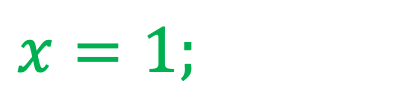 x = 1;